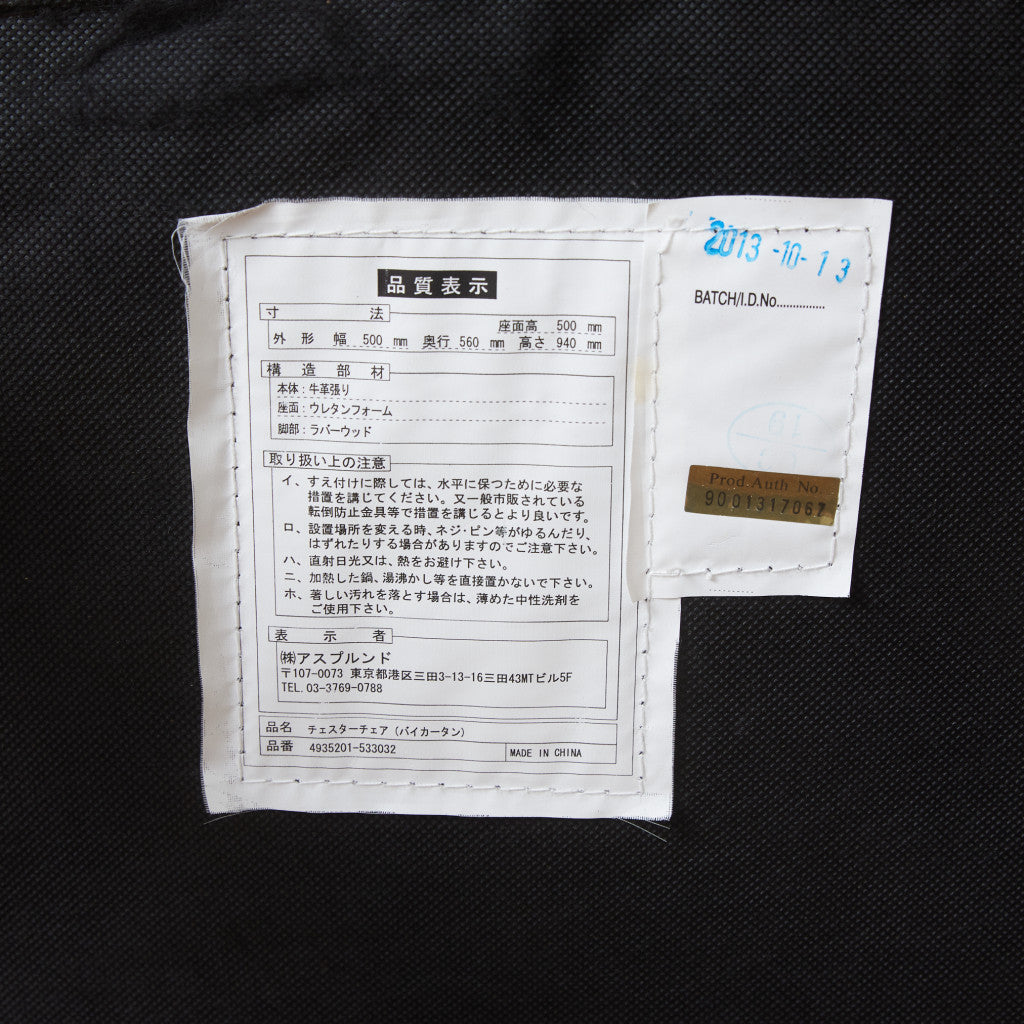 品質表示
寸法
座面高 500 mm
外形 幅 500 mm 奥行 560 mm 高さ 940 mm
構造部材
本体：牛革張り
座面：ウレタンフォーム
脚部：ラバーウッド
取り扱い上の注意
イ、すえ付けに際しては、水平に保つために必要な
措置を講じてください。又一般市販されている
転倒防止金具等で措置を講じるとより良いです。
ロ、設置場所を変える時、ネジ・ピン等がゆるんだり、
はずれたりする場合がありますのでご注意下さい。
ハ、直射日光又は、熱をお避け下さい。
ニ、加熱した鍋、湯沸かし等を直接置かないで下さい。
ホ、著しい汚れを落とす場合は、薄めた中性洗剤を
ご使用下さい。
表示者
㈱アスプルンド
〒107-0073 東京都港区三田3-13-16三田43MTビル5F
TEL. 03-3769-0788
品名 チェスターチェア（バイカータン）
品番 4935201-533032
MADE IN CHINA
2013-10-13
BATCH/I.D.No...............
Prod.Auth No.
9001317067